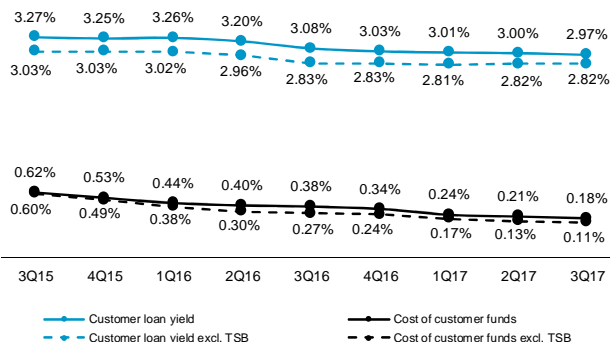 3.27% 3.25% 3.26% 3.20% 3.08% 3.03% 3.01% 3.00% 2.97%
3.03% 3.03% 3.02% 2.96% 2.83% 2.83% 2.81% 2.82% 2.82%
0.62% 0.53% 0.44% 0.40% 0.38% 0.34% 0.24% 0.21% 0.18%
0.60% 0.49% 0.38% 0.30% 0.27% 0.24% 0.17% 0.13% 0.11%
3Q15 4Q15 1Q16 2Q16 3Q16 4Q16 1Q17 2Q17 3Q17
Customer loan yield Cost of customer funds
Customer loan yield excl. TSB Cost of customer funds excl. TSB